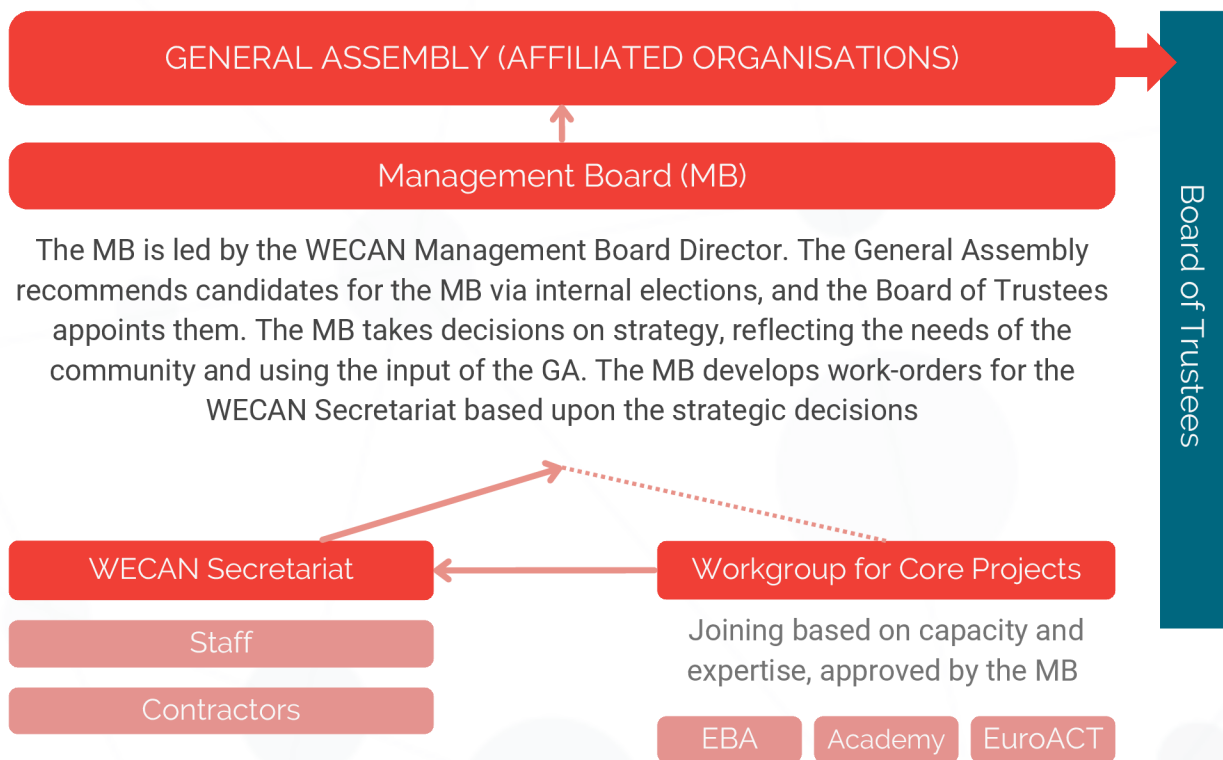 GENERAL ASSEMBLY (AFFILIATED ORGANISATIONS)
Management Board (MB)
The MB is led by the WECAN Management Board Director. The General Assembly
recommends candidates for the MB via internal elections, and the Board of Trustees
appoints them. The MB takes decisions on strategy, reflecting the needs of the
community and using the input of the GA. The MB develops work-orders for the
WECAN Secretariat based upon the strategic decisions
WECAN Secretariat
Staff
Contractors
Workgroup for Core Projects
Joining based on capacity and
expertise, approved by the MB
EBA
Academy
EuroACT
Board of Trustees